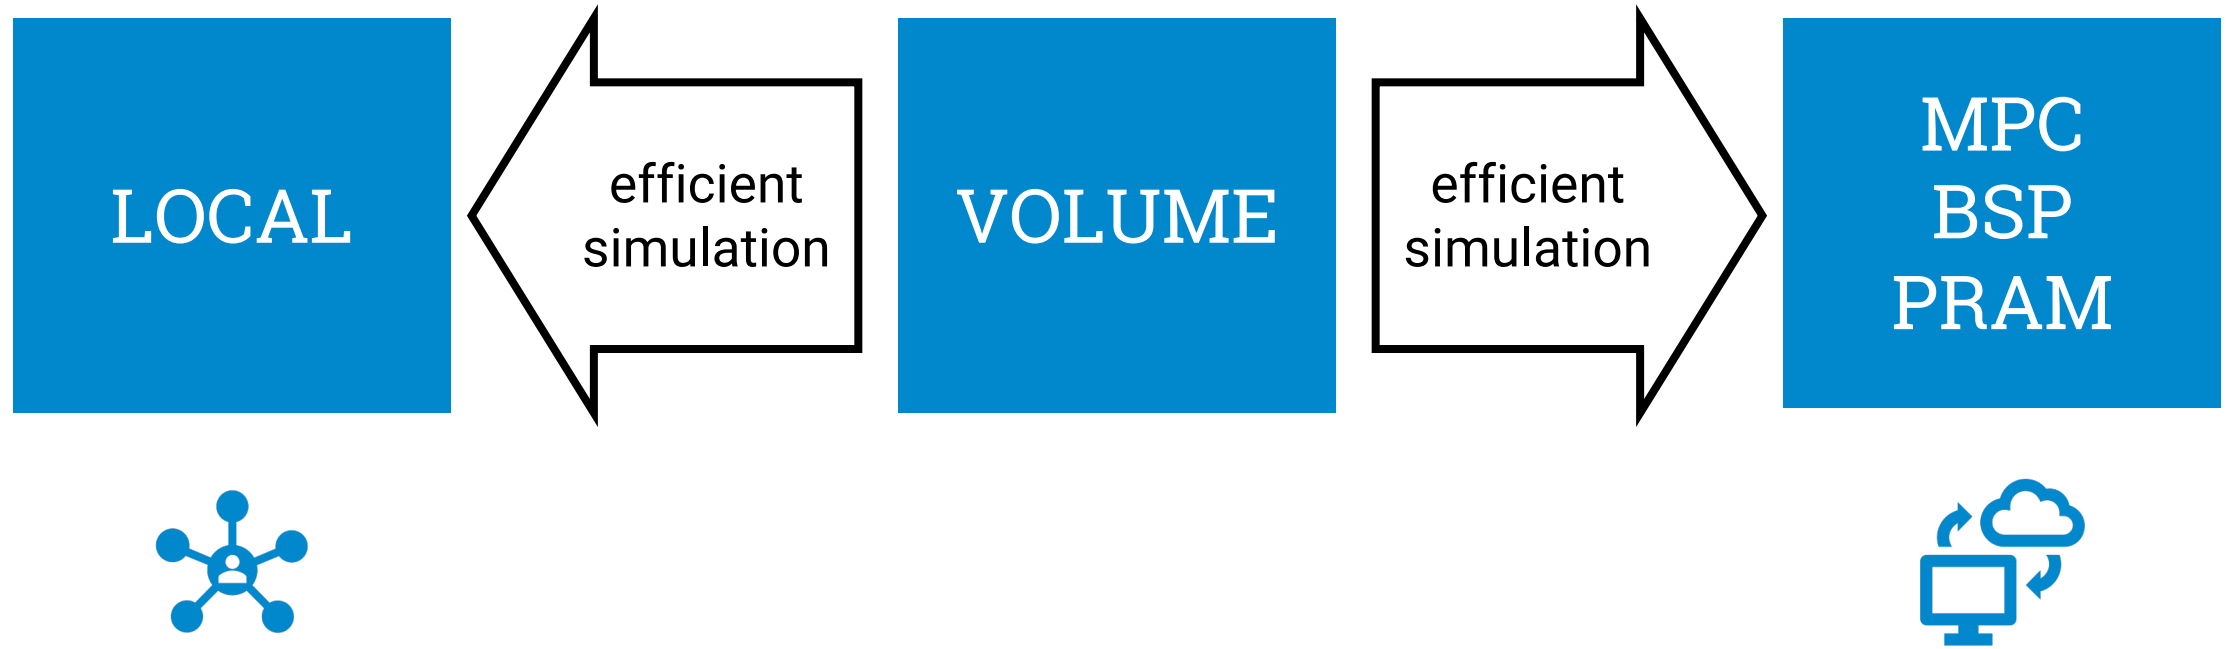 LOCAL
efficient
simulation
VOLUME
efficient
simulation
MPC
BSP
PRAM